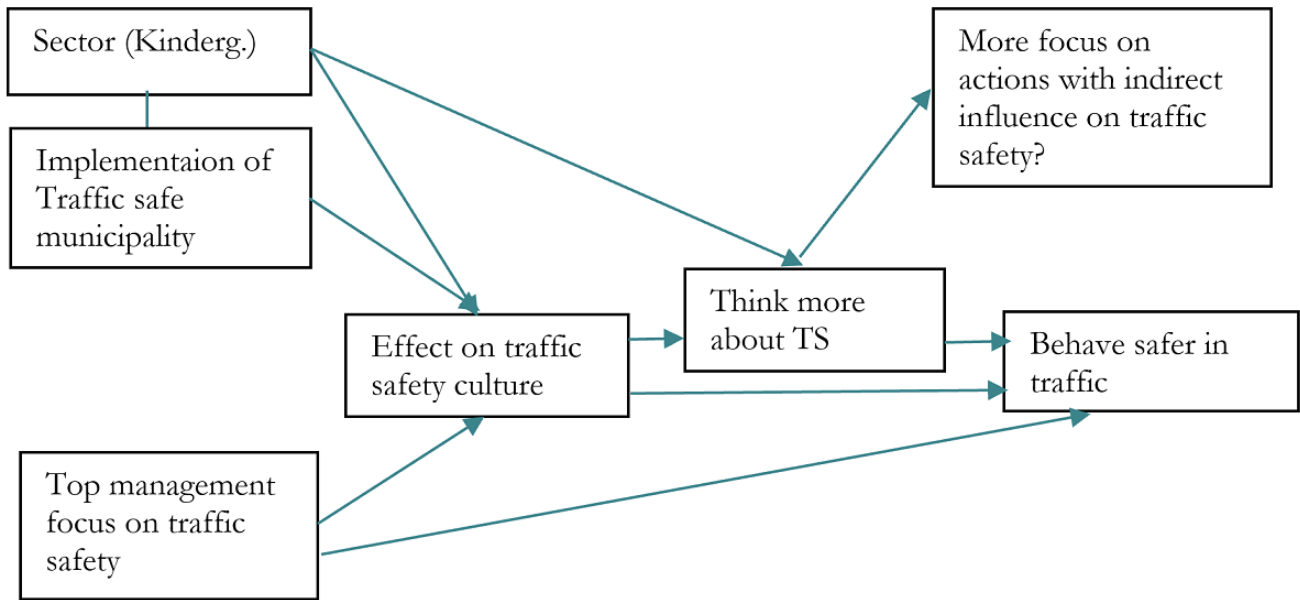 Sector (Kinderg.)
Implementaion of
Traffic safe
municipality
Top management
focus on traffic
safety
Effect on traffic
safety culture
Think more
about TS
More focus on
actions with indirect
influence on traffic
safety?
Behave safer in
traffic